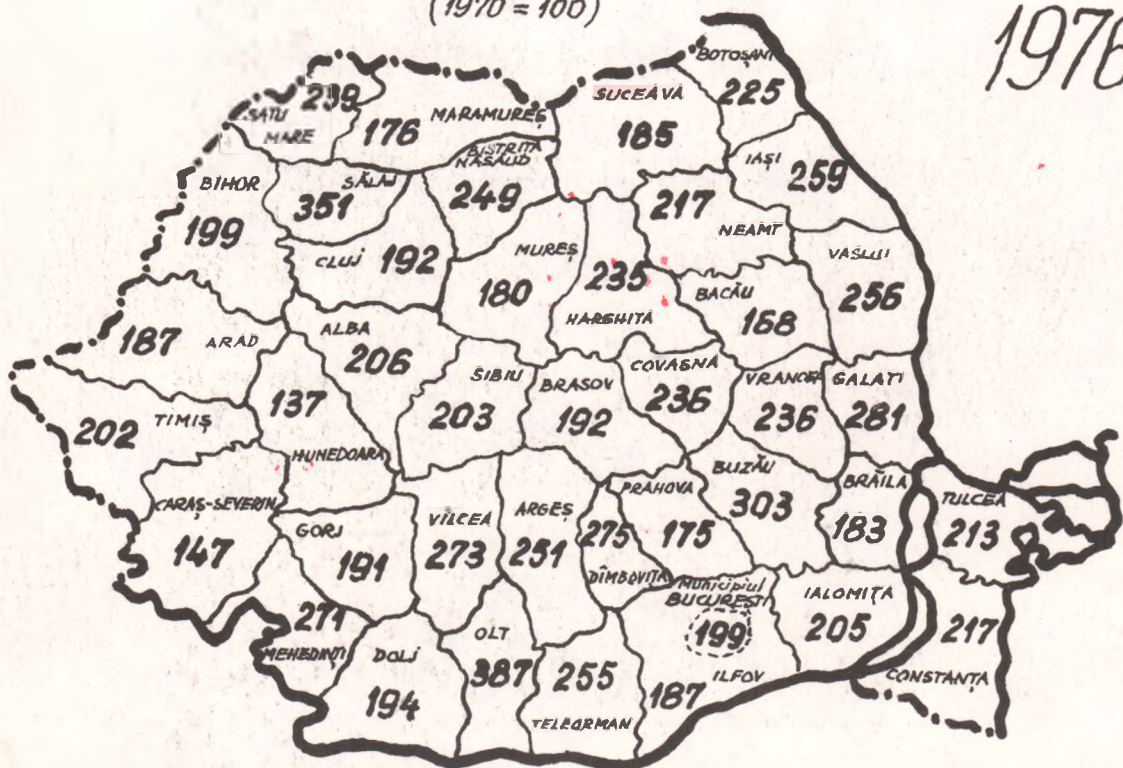 (1970 = 100)
1976
BOTOȘANI
225
SUCEAVA
185
239
SATU
MARE
MARAMUREȘ
176
BISTRIȚA
NĂSĂUD
249
IAȘI
259
BIHOR
199
SĂLAJ
351
217
NEAMȚ
CLUJ 192
MUREȘ
180
235
HARGHITA
VASLUI
256
BACĂU
168
187
ARAD
ALBA
206
SIBIU
203
BRASOV
192
COVASNA
236
VRANCEA
236
GALATI
281
202
TIMIȘ
137
HUNEDOARA
CARAȘ-SEVERIN
147
GORJ
191
VÎLCEA
273
ARGEȘ
251
275
DÎMBOVIȚA
PRAHOVA
175
BUZĂU
303
BRĂILA
183
TULCEA
213
Municipiul
BUCUREȘTI
199
IALOMIȚA
205
217
CONSTANȚA
271
MEHEDINȚI
DOLJ
194
OLT
387
255
TELEORMAN
187
ILFOV